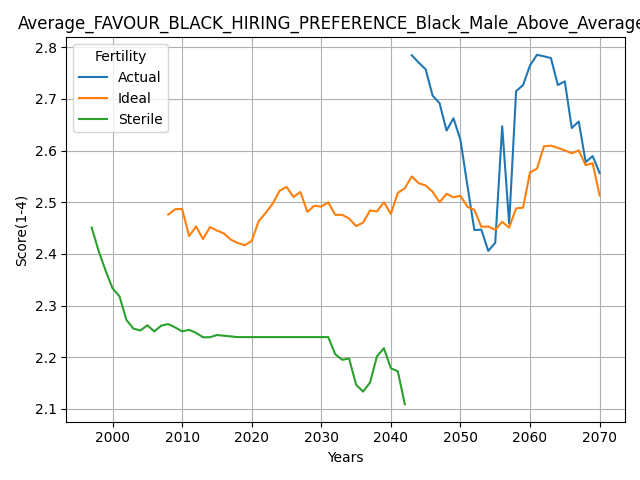 Average_FAVOUR_BLACK_HIRING_PREFERENCE_Black_Male_Above_Average
Fertility
Actual
Ideal
Sterile
Score(1-4)
2.8
2.7
2.6
2.5
2.4
2.3
2.2
2.1
2000 2010 2020 2030 2040 2050 2060 2070
Years